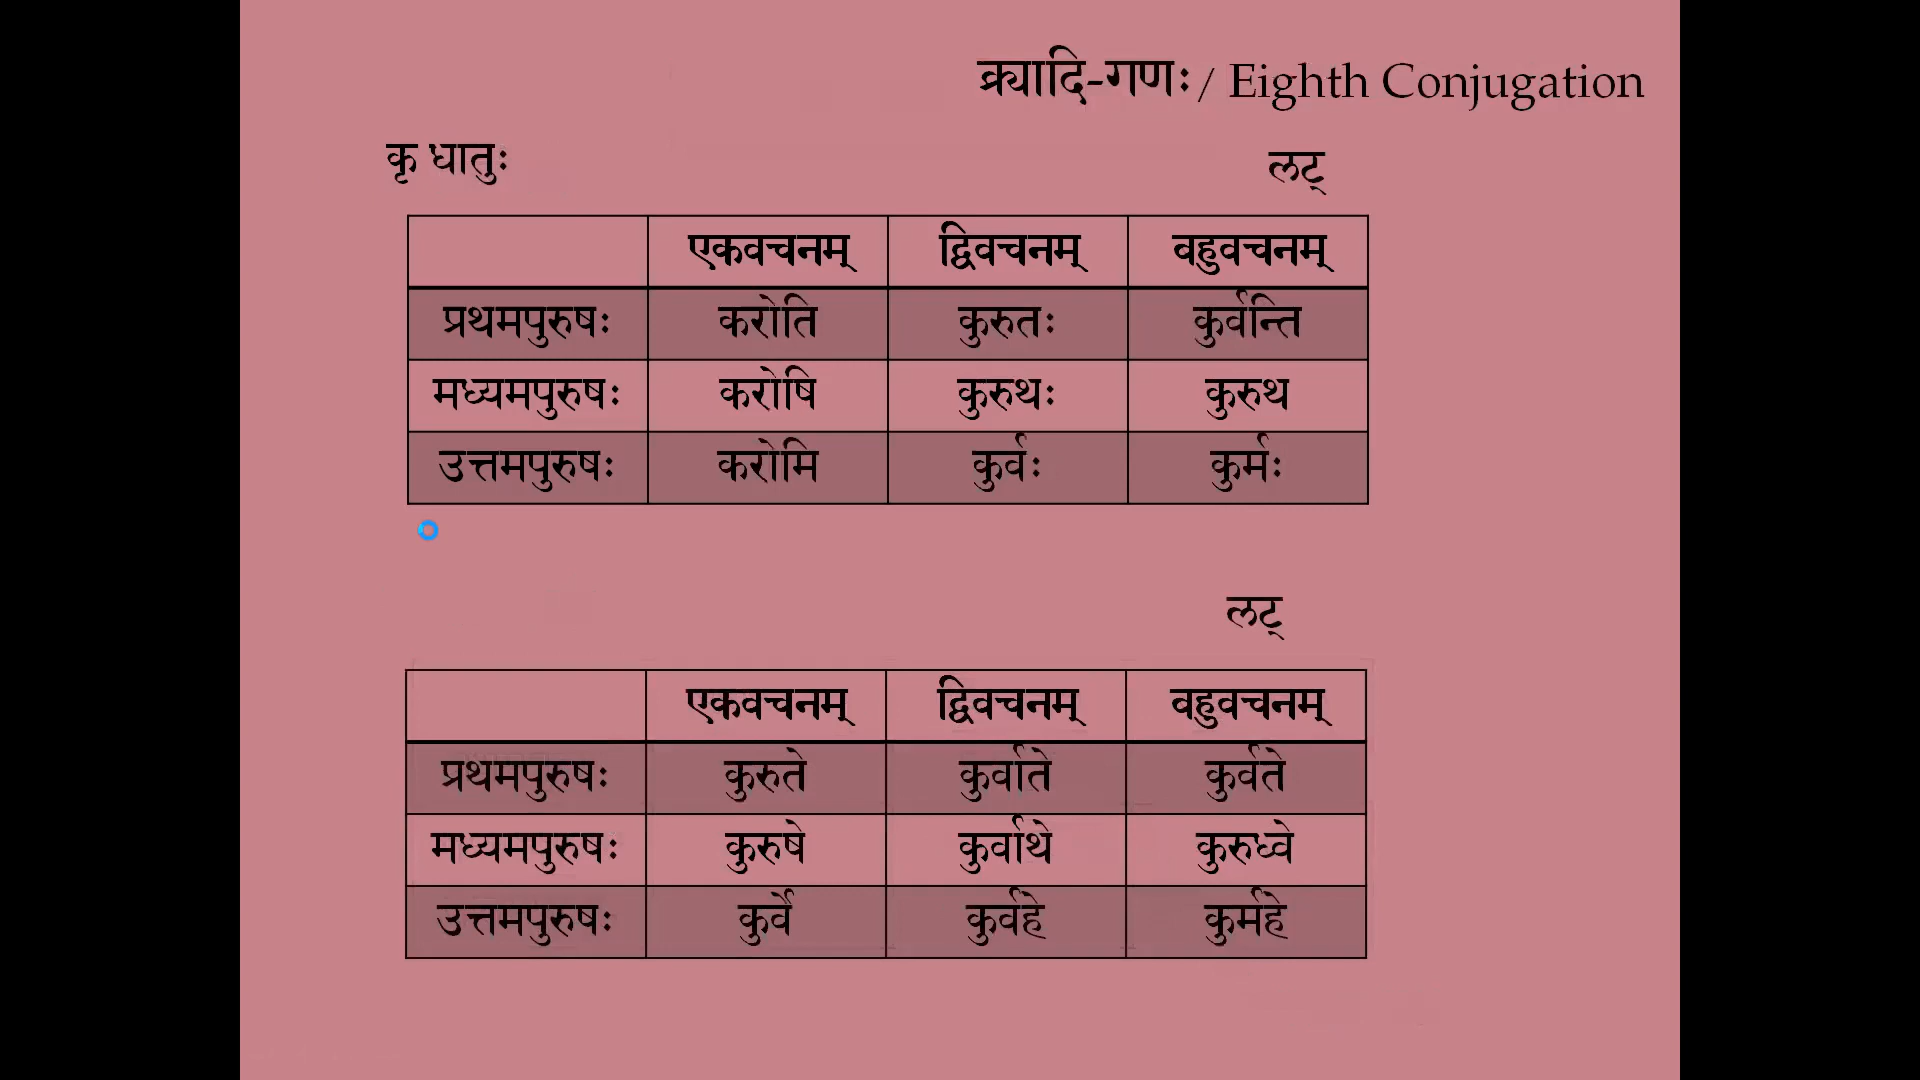 क्र्यादि-गणः/ Eighth Conjugation
कृ धातुः लट्
एकवचनम् द्विवचनम् वहुवचनम्
प्रथमपुरुषः करोति कुरुतः कुर्वन्ति
मध्यमपुरुषः करोषि कुरुथः कुरुथ
उत्तमपुरुषः करोमि कुर्वः कुर्मः
लट्
एकवचनम् द्विवचनम् वहुवचनम्
प्रथमपुरुषः कुरुते कुर्वाते कुर्वते
मध्यमपुरुषः कुरुषे कुर्वाथे कुरुध्वे
उत्तमपुरुषः कुर्वे कुर्वहे कुर्महे